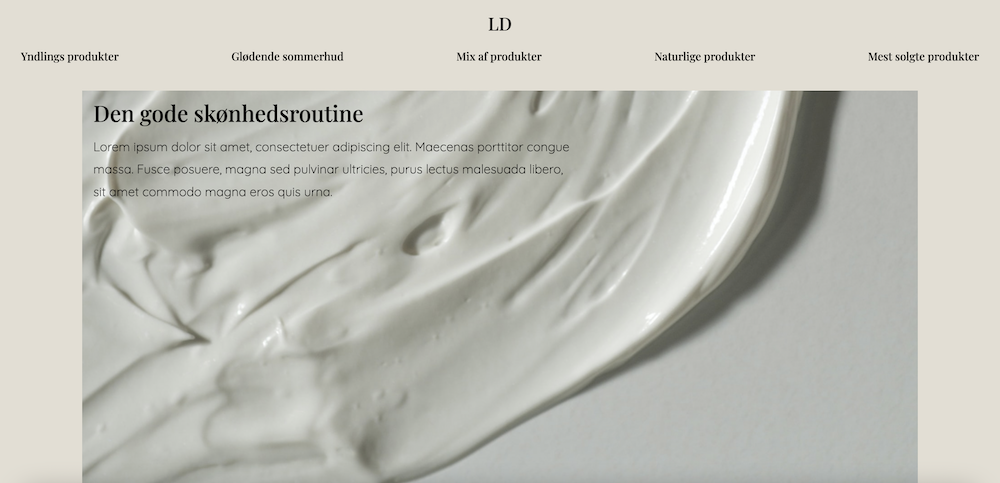 LD
Yndlings produkter Glødende sommerhud Mix af produkter Naturlige produkter Mest solgte produkter
Den gode skønhedsroutine
Lorem ipsum dolor sit amet, consectetuer adipiscing elit. Maecenas porttitor congue
massa. Fusce posuere, magna sed pulvinar ultricies, purus lectus malesuada libero,
sit amet commodo magna eros quis urna.